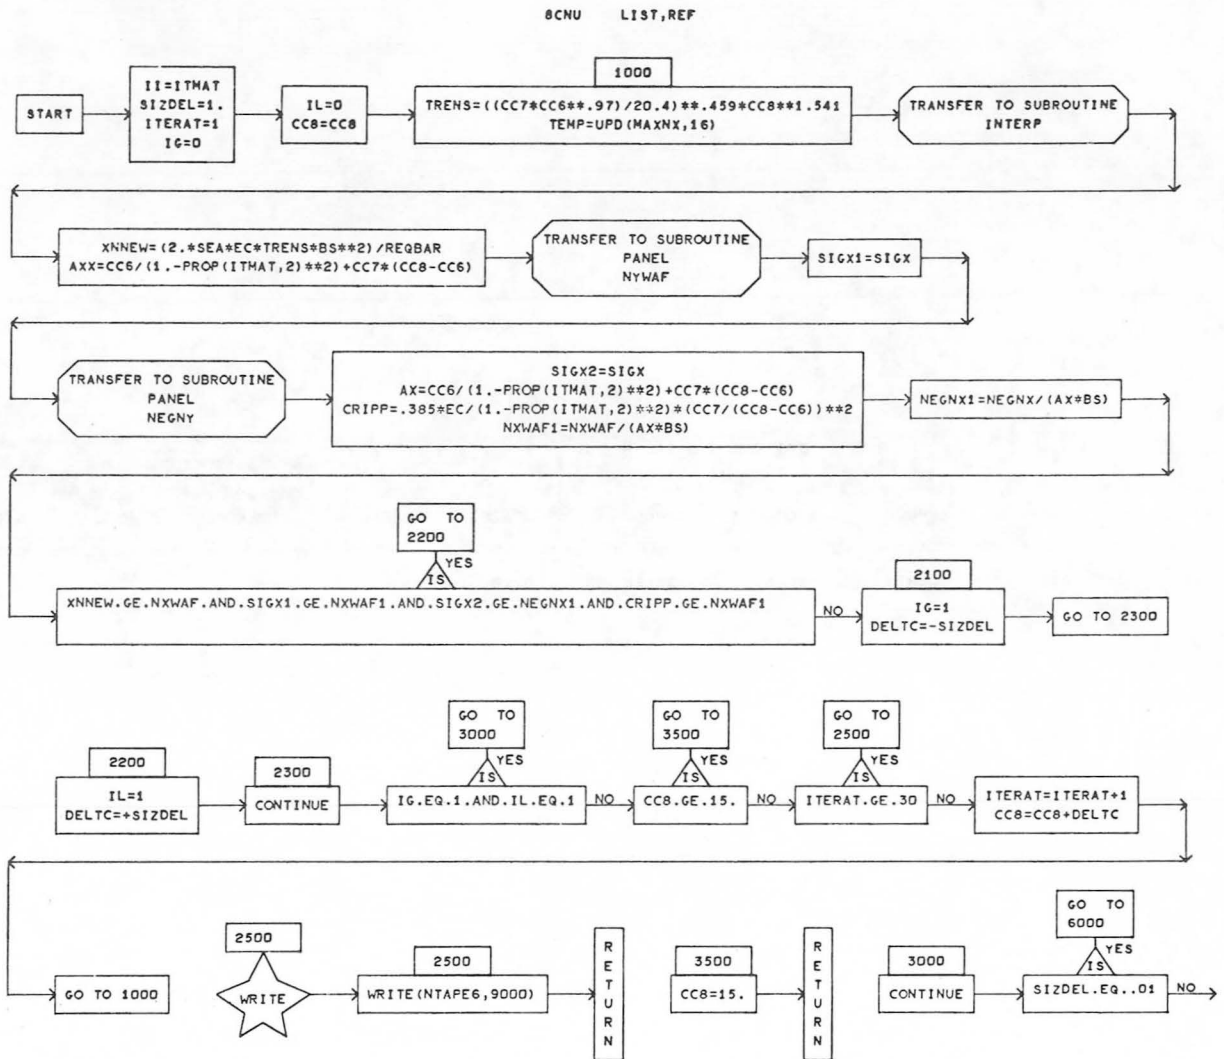 8CNU LIST,REF
START
II=ITMAT
SIZDEL=1.
ITERAT=1
IG=0
IL=0
CC8=CC8
1000
TRENS=((CC7*CC6**.97)/20.4)**.459*CC8**1.541
TEMP=UPD(MAXNX,16)
TRANSFER TO SUBROUTINE
INTERP
XNNEW=(2.*SEA*EC*TRENS*BS**2)/REQBAR
AXX=CC6/(1.-PROP(ITMAT,2)**2)+CC7*(CC8-CC6)
TRANSFER TO SUBROUTINE
PANEL
NYWAF
SIGX1=SIGX
TRANSFER TO SUBROUTINE
PANEL
NEGNY
SIGX2=SIGX
AX=CC6/(1.-PROP(ITMAT,2)**2)+CC7*(CC8-CC6)
CRIPP=.385*EC/(1.-PROP(ITMAT,2)**2)*(CC7/(CC8-CC6))**2
NXWAF1=NXWAF/(AX*BS)
NEGNX1=NEGNX/(AX*BS)
GO TO
2200
YES
IS
XNNEW.GE.NXWAF.AND.SIGX1.GE.NXWAF1.AND.SIGX2.GE.NEGNX1.AND.CRIPP.GE.NXWAF1
NO
2100
IG=1
DELTC=-SIZDEL
GO TO 2300
2200
IL=1
DELTC=+SIZDEL
2300
CONTINUE
GO TO
3000
YES
IS
IG.EQ.1.AND.IL.EQ.1
NO
GO TO
3500
YES
IS
CC8.GE.15.
NO
GO TO
2500
YES
IS
ITERAT.GE.30
NO
ITERAT=ITERAT+1
CC8=CC8+DELTC
GO TO 1000
2500
WRITE
2500
WRITE(NTAPE6,9000)
RETURN
3500
CC8=15.
RETURN
3000
CONTINUE
GO TO
6000
YES
IS
SIZDEL.EQ..01
NO